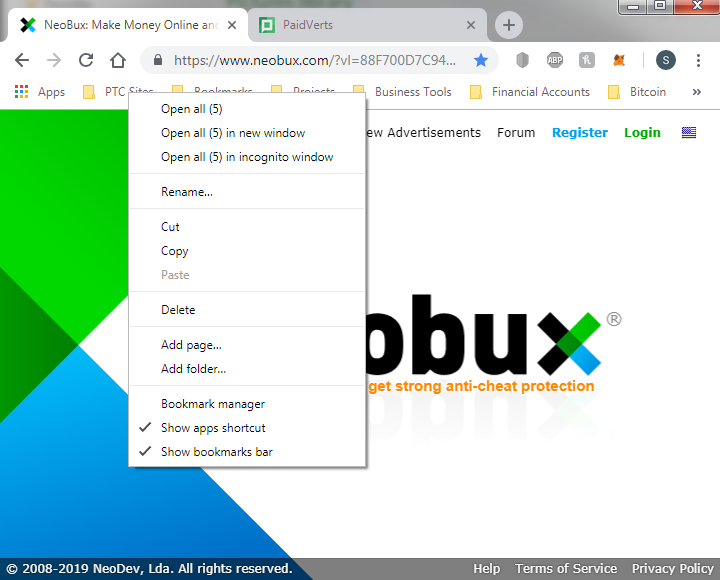 NeoBux: Make Money Online and
PaidVerts
https://www.neobux.com/?vl=88F700D7C94...
ABP
S
Apps
PTC Sites
Bookmarks
Projects
Business Tools
Financial Accounts
Bitcoin
»
Open all (5)
Open all (5) in new window
Open all (5) in incognito window
Rename...
Cut
Copy
Paste
Delete
Add page...
Add folder...
Bookmark manager
Show apps shortcut
Show bookmarks bar
ew Advertisements
Forum
Register
Login
obux®
get strong anti-cheat protection
© 2008-2019 NeoDev, Lda. All rights reserved.
Help
Terms of Service
Privacy Policy